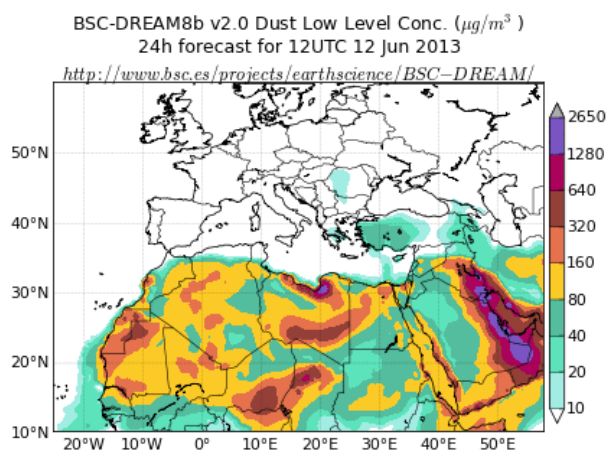 BSC-DREAM8b v2.0 Dust Low Level Conc. (μg/m³ )
24h forecast for 12UTC 12 Jun 2013
http://www.bsc.es/projects/earthscience/BSC−DREAM/
50°N
40°N
30°N
20°N
10°N
20°W 10°W 0° 10°E 20°E 30°E 40°E 50°E
2650
1280
640
320
160
80
40
20
10